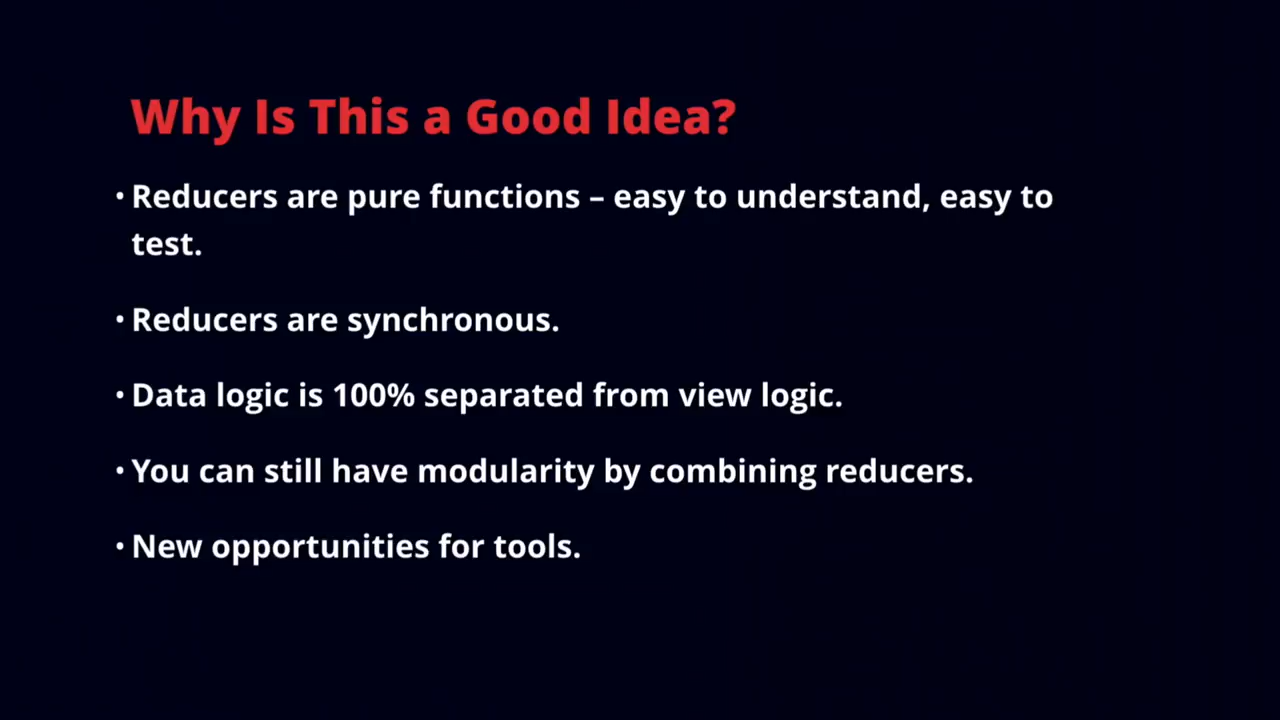 Why Is This a Good Idea?
• Reducers are pure functions – easy to understand, easy to
test.
• Reducers are synchronous.
• Data logic is 100% separated from view logic.
• You can still have modularity by combining reducers.
• New opportunities for tools.